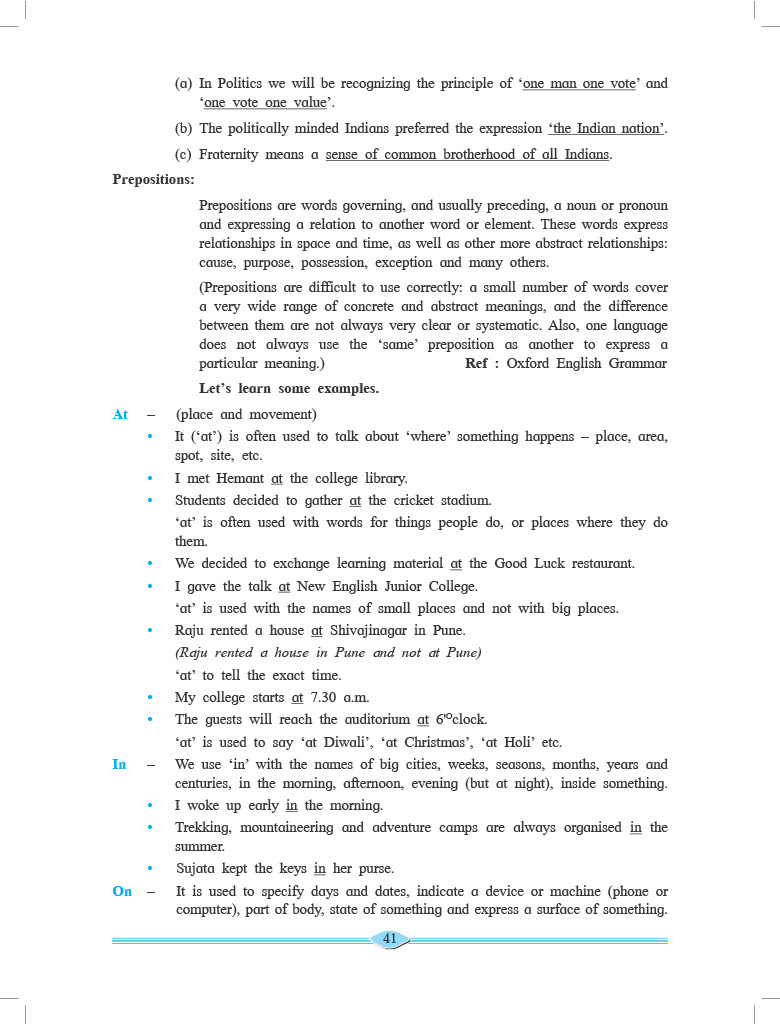 (a) In Politics we will be recognizing the principle of ‘one man one vote’ and
‘one vote one value’.
(b) The politically minded Indians preferred the expression ‘the Indian nation’.
(c) Fraternity means a sense of common brotherhood of all Indians.
Prepositions:
Prepositions are words governing, and usually preceding, a noun or pronoun
and expressing a relation to another word or element. These words express
relationships in space and time, as well as other more abstract relationships:
cause, purpose, possession, exception and many others.
(Prepositions are difficult to use correctly: a small number of words cover
a very wide range of concrete and abstract meanings, and the difference
between them are not always very clear or systematic. Also, one language
does not always use the ‘same’ preposition as another to express a
particular meaning.) Ref : Oxford English Grammar
Let’s learn some examples.
At – (place and movement)
• It (‘at’) is often used to talk about ‘where’ something happens – place, area,
spot, site, etc.
• I met Hemant at the college library.
• Students decided to gather at the cricket stadium.
‘at’ is often used with words for things people do, or places where they do
them.
• We decided to exchange learning material at the Good Luck restaurant.
• I gave the talk at New English Junior College.
‘at’ is used with the names of small places and not with big places.
• Raju rented a house at Shivajinagar in Pune.
(Raju rented a house in Pune and not at Pune)
‘at’ to tell the exact time.
• My college starts at 7.30 a.m.
• The guests will reach the auditorium at 6'Oclock.
‘at’ is used to say ‘at Diwali’, ‘at Christmas’, ‘at Holi’ etc.
In – We use ‘in’ with the names of big cities, weeks, seasons, months, years and
centuries, in the morning, afternoon, evening (but at night), inside something.
• I woke up early in the morning.
• Trekking, mountaineering and adventure camps are always organised in the
summer.
• Sujata kept the keys in her purse.
On – It is used to specify days and dates, indicate a device or machine (phone or
computer), part of body, state of something and express a surface of something.
41